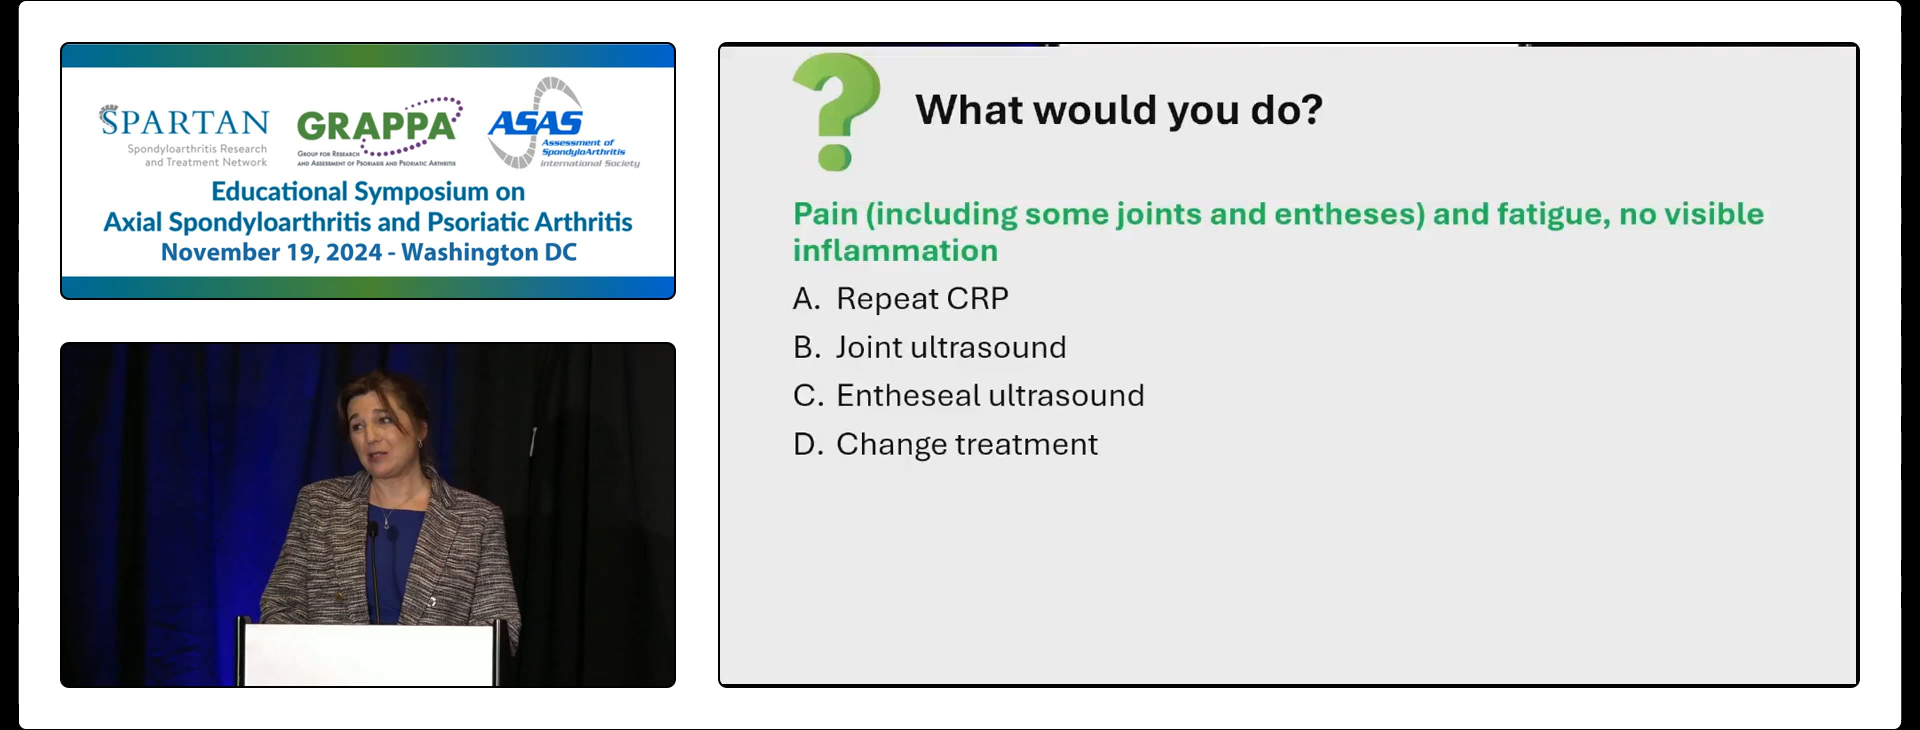 SPARTAN
Spondyloarthritis Research
and Treatment Network
GRAPPA
Group for Research
and Assessment of Psoriasis and Psoriatic Arthritis
ASAS
Assessment of
SpondyloArthritis
international Society
Educational Symposium on
Axial Spondyloarthritis and Psoriatic Arthritis
November 19, 2024 - Washington DC
?
What would you do?
Pain (including some joints and entheses) and fatigue, no visible
inflammation
A. Repeat CRP
B. Joint ultrasound
C. Entheseal ultrasound
D. Change treatment